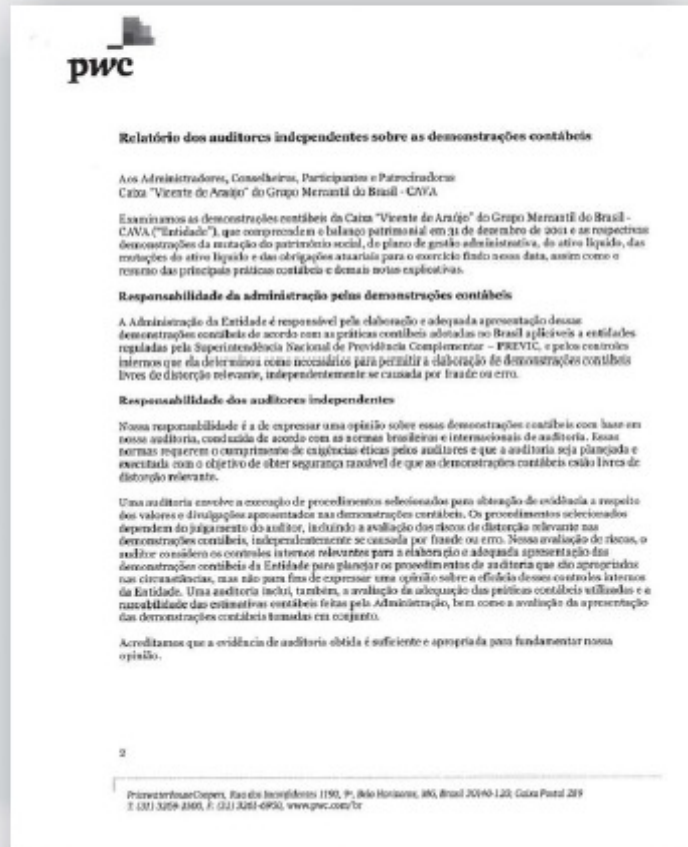 pwc
Relatório dos auditores independentes sobre as demonstrações contábeis
Aos Administradores, Conselheiros, Participantes e Patrocinadoras
Caixa "Vicente de Araújo" do Grupo Mercantil do Brasil - CAVA
Examinamos as demonstrações contábeis da Caixa "Vicente de Araújo" do Grupo Mercantil do Brasil -
CAVA ("Entidade"), que compreendem o balanço patrimonial em 31 de dezembro de 2011 e as respectivas
demonstrações da mutação do patrimônio social, do plano de gestão administrativa, do ativo líquido, das
mutações do ativo líquido e das obrigações atuariais para o exercício findo nessa data, assim como o
resumo das principais práticas contábeis e demais notas explicativas.
Responsabilidade da administração pelas demonstrações contábeis
A Administração da Entidade é responsável pela elaboração e adequada apresentação dessas
demonstrações contábeis de acordo com as práticas contábeis adotadas no Brasil aplicáveis a entidades
reguladas pela Superintendência Nacional de Previdência Complementar – PREVIC, e pelos controles
internos que ela determinou como necessários para permitir a elaboração de demonstrações contábeis
livres de distorção relevante, independentemente se causada por fraude ou erro.
Responsabilidade dos auditores independentes
Nossa responsabilidade é a de expressar uma opinião sobre essas demonstrações contábeis com base em
nossa auditoria, conduzida de acordo com as normas brasileiras e internacionais de auditoria. Essas
normas requerem o cumprimento de exigências éticas pelos auditores e que a auditoria seja planejada e
executada com o objetivo de obter segurança razoável de que as demonstrações contábeis estão livres de
distorção relevante.
Uma auditoria envolve a execução de procedimentos selecionados para obtenção de evidência a respeito
dos valores e divulgações apresentados nas demonstrações contábeis. Os procedimentos selecionados
dependem do julgamento do auditor, incluindo a avaliação dos riscos de distorção relevante nas
demonstrações contábeis, independentemente se causada por fraude ou erro. Nessa avaliação de riscos, o
auditor considera os controles internos relevantes para a elaboração e adequada apresentação das
demonstrações contábeis da Entidade para planejar os procedimentos de auditoria que são apropriados
nas circunstâncias, mas não para fins de expressar uma opinião sobre a eficácia desses controles internos
da Entidade. Uma auditoria inclui, também, a avaliação da adequação das práticas contábeis utilizadas e a
razoabilidade das estimativas contábeis feitas pela Administração, bem como a avaliação da apresentação
das demonstrações contábeis tomadas em conjunto.
Acreditamos que a evidência de auditoria obtida é suficiente e apropriada para fundamentar nossa
opinião.
2
PricewaterhouseCoopers, Rua dos Inconfidentes 1190, 9º, Belo Horizonte, MG, Brasil 30140-120, Caixa Postal 289
T: (31) 3269-1500, F: (31) 3261-6950, www.pwc.com/br